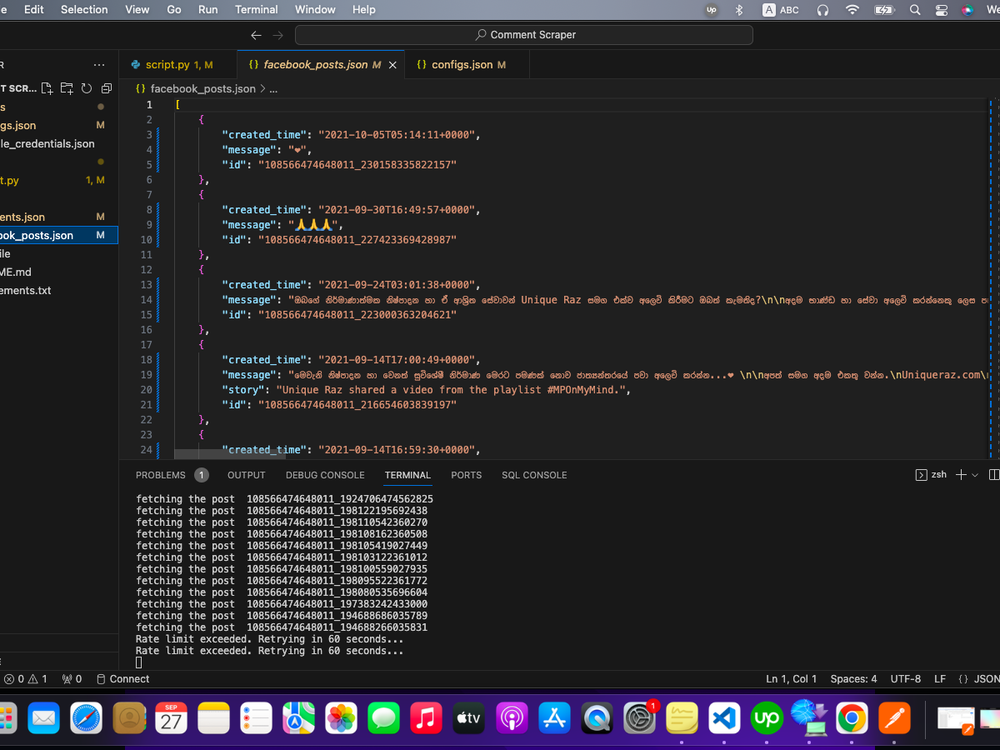 Edit Selection View Go Run Terminal Window Help
ABC
Comment Scraper
T SCR...
script.py 1, M
facebook_posts.json M
{} configs.json M
{} facebook_posts.json > ...
gs.json M
le_credentials.json
t.py 1, M
ents.json M
ook_posts.json M
ile
ME.md
ements.txt
1 [
2 {
3 "created_time": "2021-10-05T05:14:11+0000",
4 "message": "❤",
5 "id": "108566474648011_230158335822157"
6 },
7 {
8 "created_time": "2021-09-30T16:49:57+0000",
9 "message": "🙏🙏🙏",
10 "id": "108566474648011_227423369428987"
11 },
12 {
13 "created_time": "2021-09-24T03:01:38+0000",
14 "message": "ඔබගේ නිර්මාණාත්මක නිෂ්පාදන හා ඒ ආශ්‍රිත සේවාවන් Unique Raz සමග එක්ව අලෙවි කිරීමට ඔබත් කැමතිද?\n\nඅදම භාණ්ඩ හා සේවා අලෙවි කරන්නෙකු ලෙස
15 "id": "108566474648011_223000363204621"
16 },
17 {
18 "created_time": "2021-09-14T17:00:49+0000",
19 "message": "මෙවැනි නිෂ්පාදන හා වෙනත් සුවිශේෂී නිර්මාණ මෙරට පමණක් නොව ජාත්‍යන්තරයේ පවා අලෙවි කරන්න...❤ \n\nඅපත් සමග අදම එකතු වන්න.\nUniqueraz.com\
20 "story": "Unique Raz shared a video from the playlist #MPOnMyMind.",
21 "id": "108566474648011_216654603839197"
22 },
23 {
24 "created_time": "2021-09-14T16:59:30+0000",
PROBLEMS 1 OUTPUT DEBUG CONSOLE TERMINAL PORTS SQL CONSOLE
zsh
fetching the post 108566474648011_1924706474562825
fetching the post 108566474648011_198122195692438
fetching the post 108566474648011_198110542360270
fetching the post 108566474648011_198108162360508
fetching the post 108566474648011_198105419027449
fetching the post 108566474648011_198103122361012
fetching the post 108566474648011_198100559027935
fetching the post 108566474648011_198095522361772
fetching the post 108566474648011_198080535696604
fetching the post 108566474648011_197383242433000
fetching the post 108566474648011_194688686035789
fetching the post 108566474648011_194688266035831
Rate limit exceeded. Retrying in 60 seconds...
Rate limit exceeded. Retrying in 60 seconds...
0 1 0 Connect
Ln 1, Col 1 Spaces: 4 UTF-8 LF {} JSON
SEP
27
tv
1
up